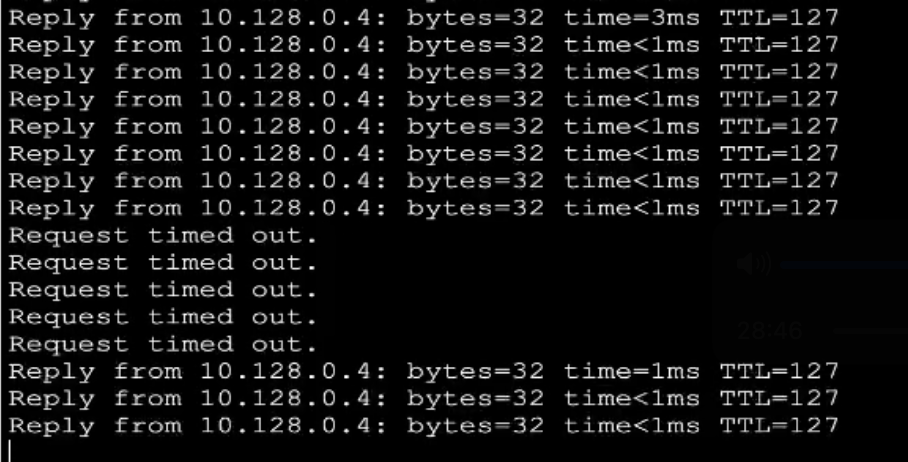 Reply from 10.128.0.4: bytes=32 time=3ms TTL=127
Reply from 10.128.0.4: bytes=32 time<1ms TTL=127
Reply from 10.128.0.4: bytes=32 time<1ms TTL=127
Reply from 10.128.0.4: bytes=32 time<1ms TTL=127
Reply from 10.128.0.4: bytes=32 time<1ms TTL=127
Reply from 10.128.0.4: bytes=32 time<1ms TTL=127
Reply from 10.128.0.4: bytes=32 time<1ms TTL=127
Reply from 10.128.0.4: bytes=32 time<1ms TTL=127
Request timed out.
Request timed out.
Request timed out.
Request timed out.
28:46
Request timed out.
Reply from 10.128.0.4: bytes=32 time=1ms TTL=127
Reply from 10.128.0.4: bytes=32 time<1ms TTL=127
Reply from 10.128.0.4: bytes=32 time<1ms TTL=127